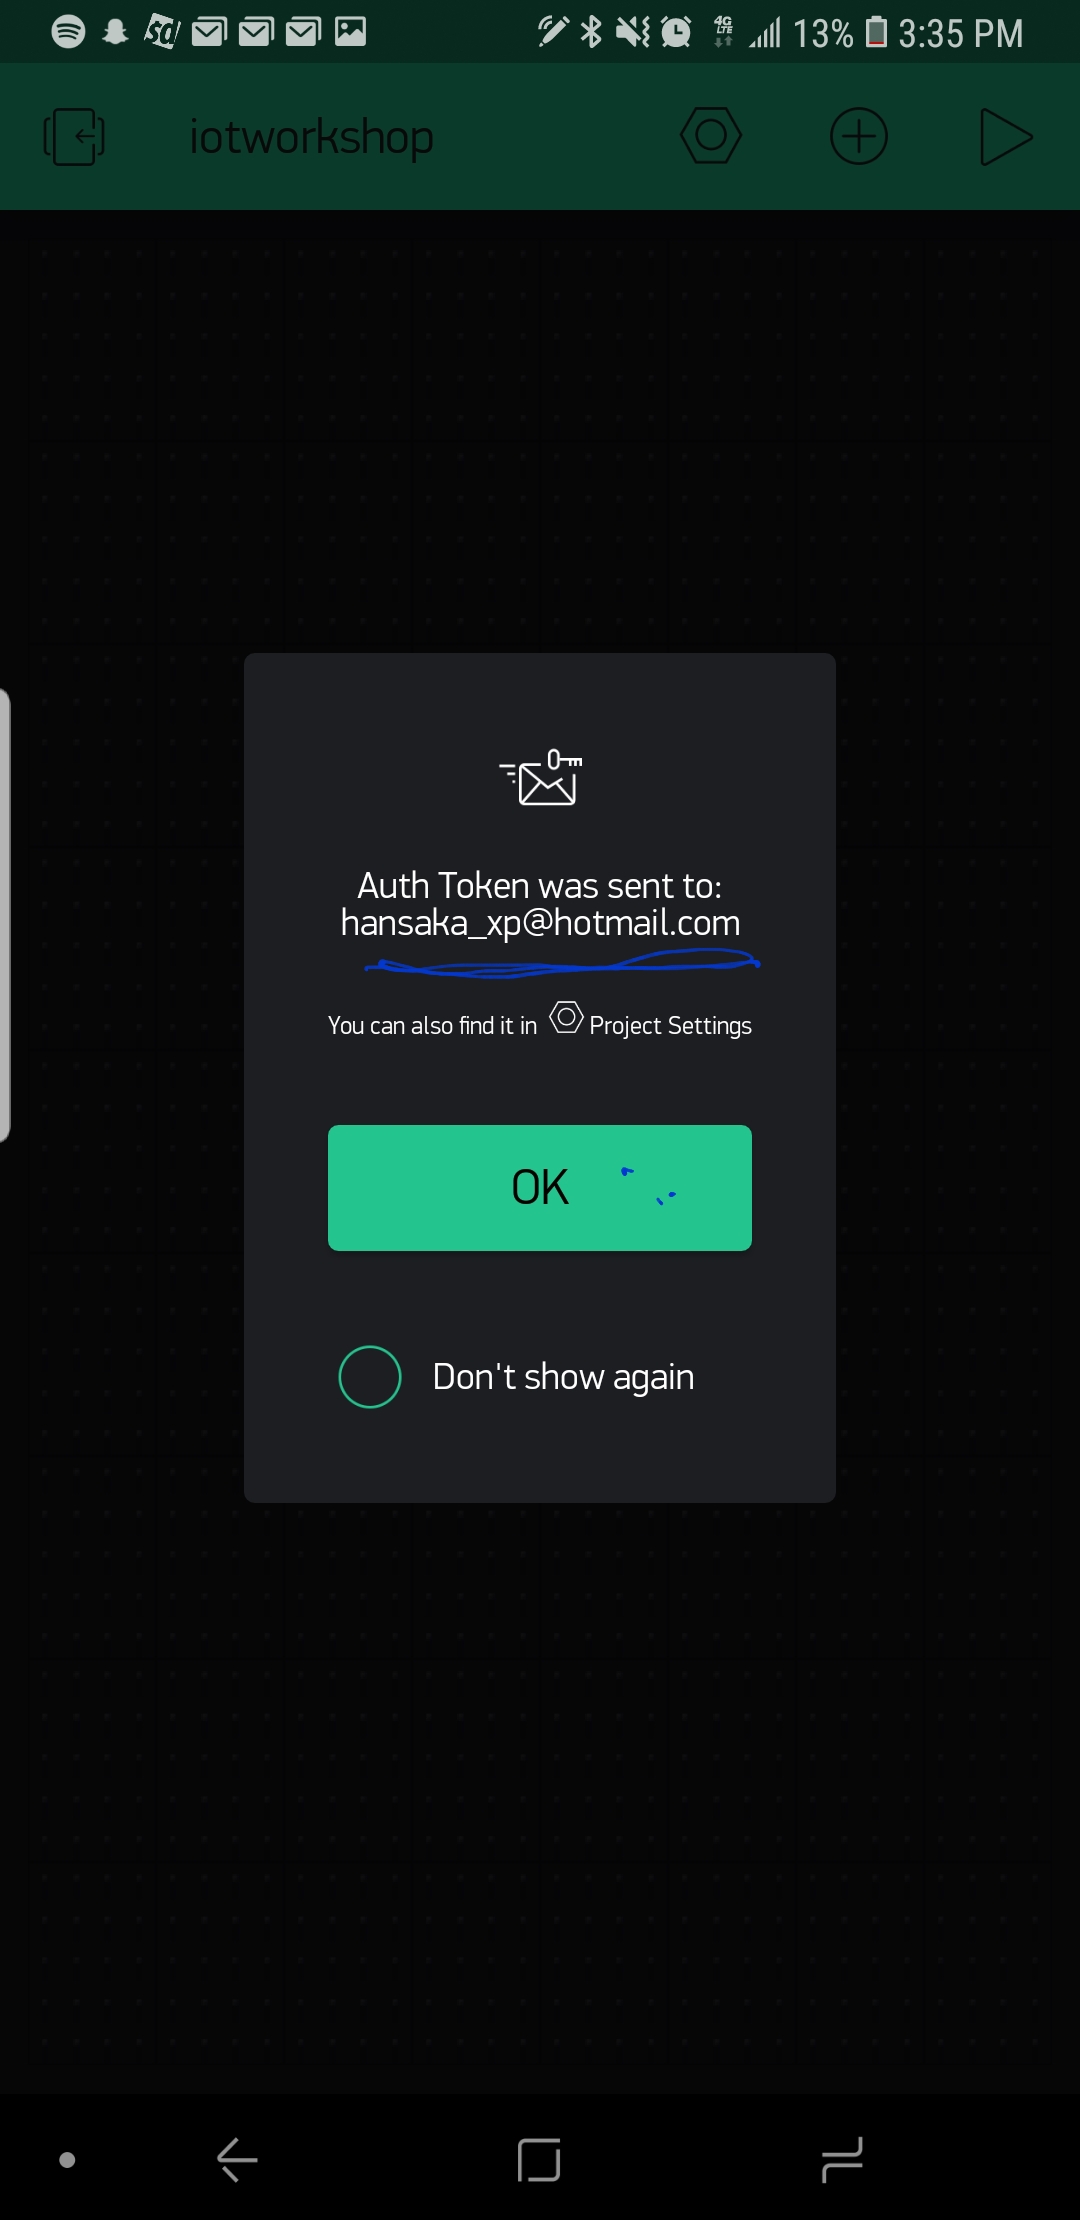 13% 3:35 PM
iotworkshop
Auth Token was sent to:
hansaka_xp@hotmail.com
You can also find it in Project Settings
OK
Don't show again